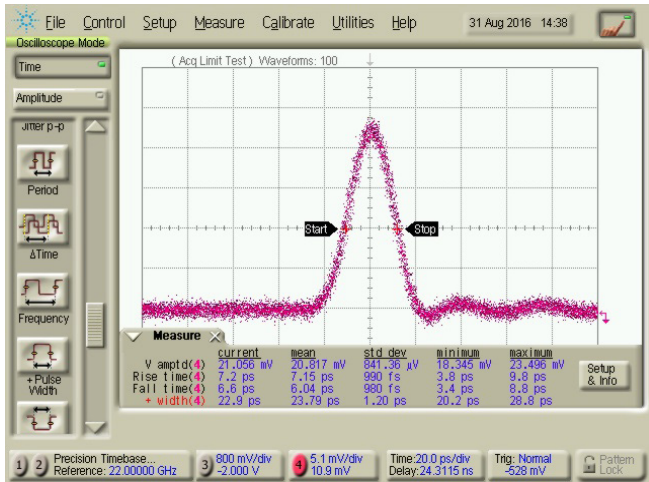 File Control Setup Measure Calibrate Utilities Help 31 Aug 2016 14:38
Oscilloscope Mode
Time
( Acq Limit Test ) Waveforms: 100
Amplitude
Jitter p-p
Period
Start Stop
ΔTime
Frequency
Measure
current mean std dev minimum maximum
V amptd(4) 21.056 mV 20.817 mV 841.36 µV 18.345 mV 23.496 mV
Rise time(4) 7.2 ps 7.15 ps 990 fs 3.8 ps 9.8 ps
Fall time(4) 6.6 ps 6.04 ps 980 fs 3.4 ps 8.8 ps
+ width(4) 22.9 ps 23.79 ps 1.20 ps 20.2 ps 28.8 ps
Setup
& Info
+ Pulse
Width
1 2 Precision Timebase...
Reference: 22.00000 GHz
3 800 mV/div
-2.000 V
4 5.1 mV/div
10.9 mV
Time:20.0 ps/div
Delay:24.3115 ns
Trig: Normal
-528 mV
Pattern
Lock